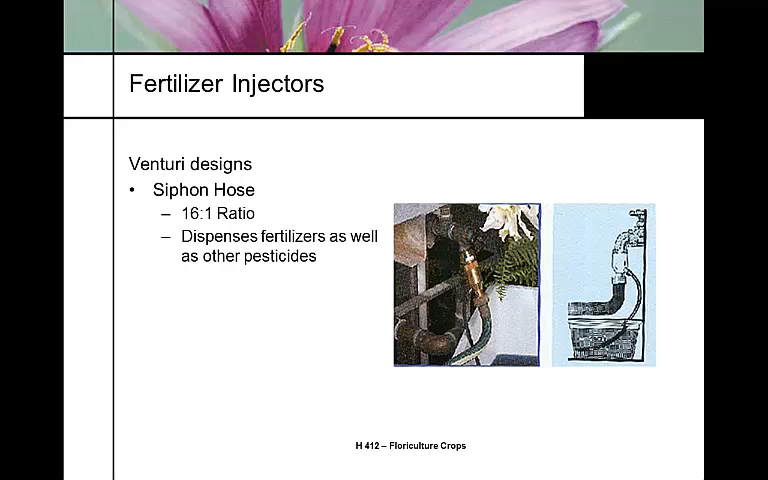 Fertilizer Injectors
Venturi designs
• Siphon Hose
– 16:1 Ratio
– Dispenses fertilizers as well
as other pesticides
H 412 – Floriculture Crops